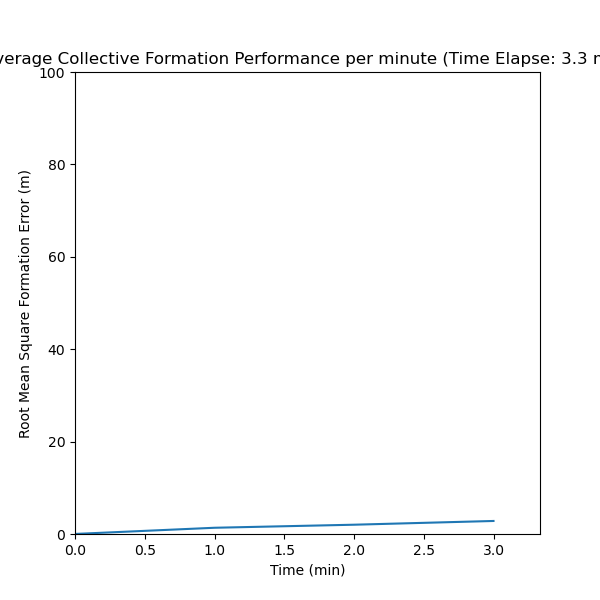 verage Collective Formation Performance per minute (Time Elapse: 3.3 
100
80
60
40
20
0
Root Mean Square Formation Error (m)
0.0 0.5 1.0 1.5 2.0 2.5 3.0
Time (min)